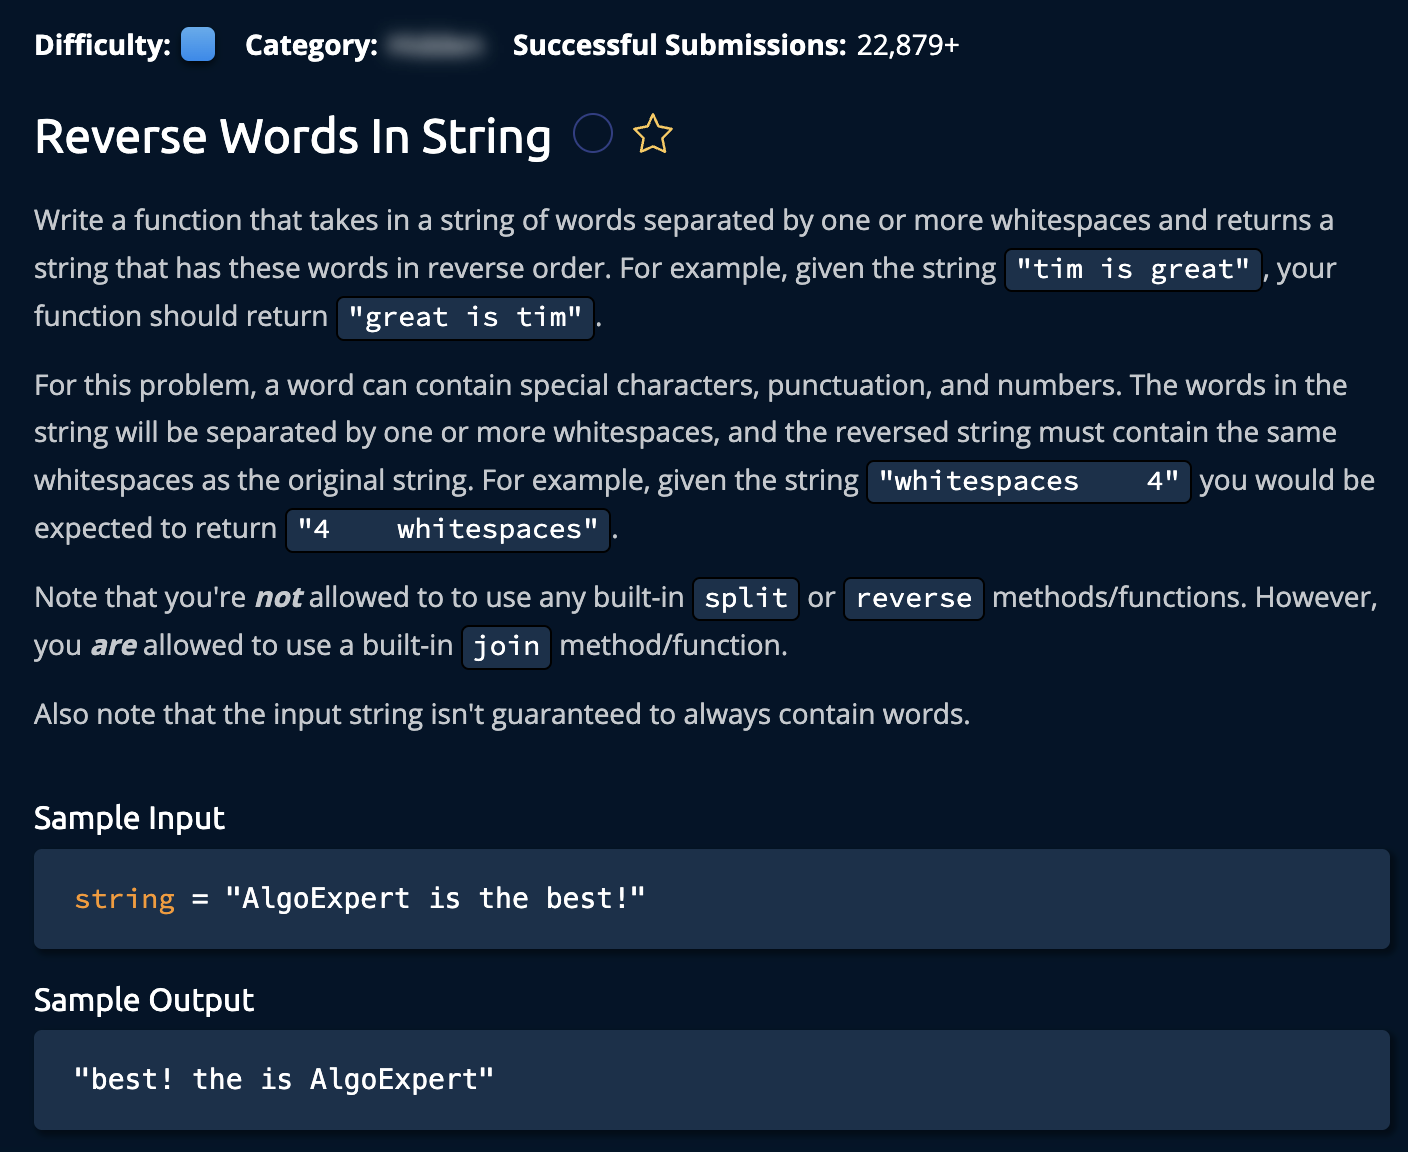 Difficulty: Category: Successful Submissions: 22,879+
Reverse Words In String
Write a function that takes in a string of words separated by one or more whitespaces and returns a
string that has these words in reverse order. For example, given the string "tim is great", your
function should return "great is tim".
For this problem, a word can contain special characters, punctuation, and numbers. The words in the
string will be separated by one or more whitespaces, and the reversed string must contain the same
whitespaces as the original string. For example, given the string "whitespaces    4" you would be
expected to return "4    whitespaces".
Note that you're not allowed to to use any built-in split or reverse methods/functions. However,
you are allowed to use a built-in join method/function.
Also note that the input string isn't guaranteed to always contain words.
Sample Input
string = "AlgoExpert is the best!"
Sample Output
"best! the is AlgoExpert"